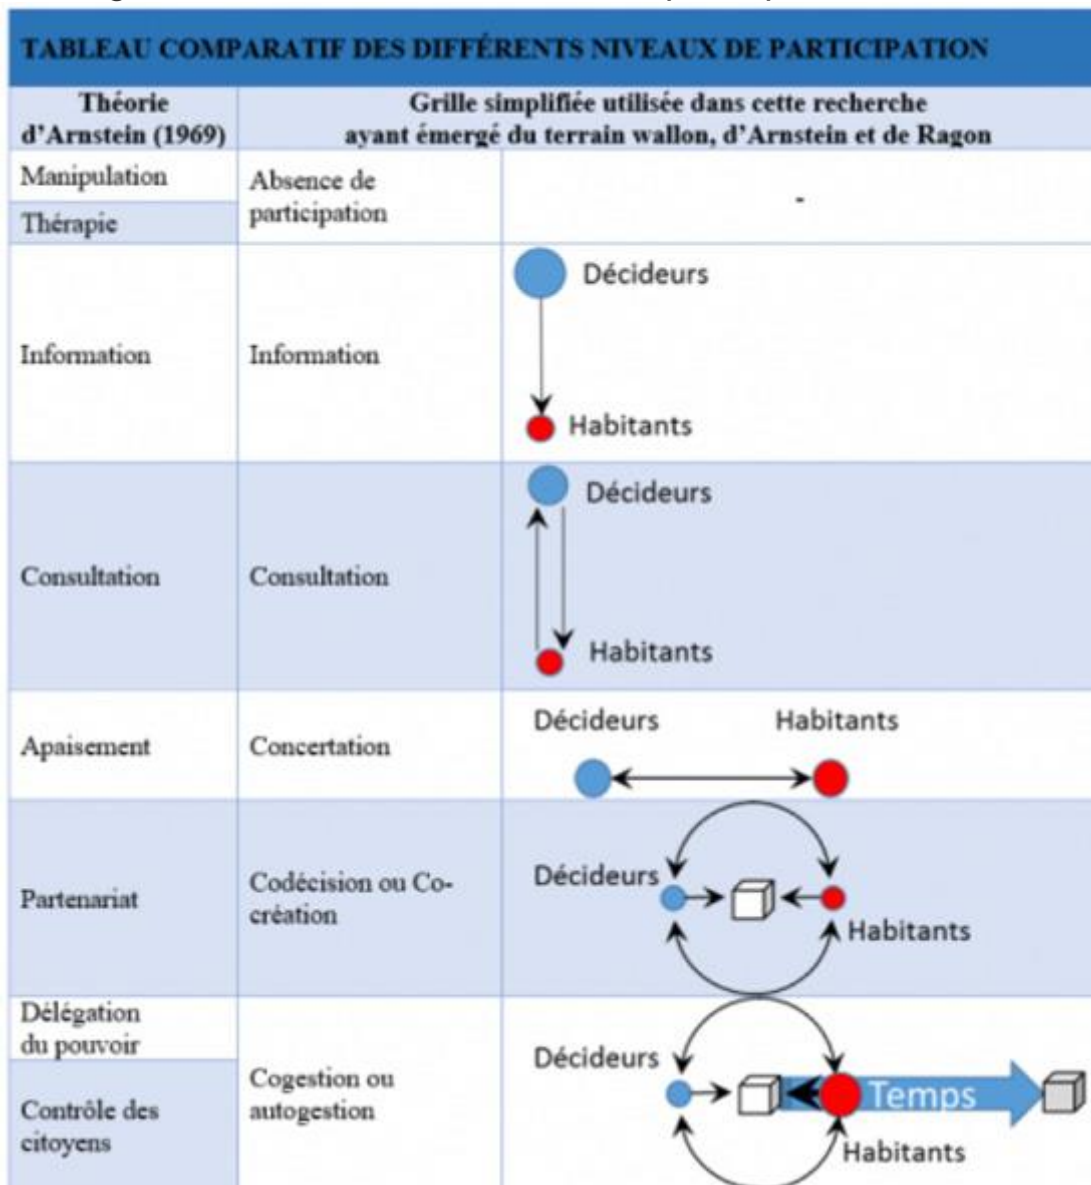 TABLEAU COMPARATIF DES DIFFÉRENTS NIVEAUX DE PARTICIPATION
Théorie
d'Arnstein (1969)
Grille simplifiée utilisée dans cette recherche
ayant émergé du terrain wallon, d'Arnstein et de Ragon
Manipulation
Thérapie
Absence de
participation
-
Information
Information
Décideurs
Habitants
Consultation
Consultation
Décideurs
Habitants
Apaisement
Concertation
Décideurs
Habitants
Partenariat
Codécision ou Co-
création
Décideurs
Habitants
Délégation
du pouvoir
Contrôle des
citoyens
Cogestion ou
autogestion
Décideurs
Temps
Habitants